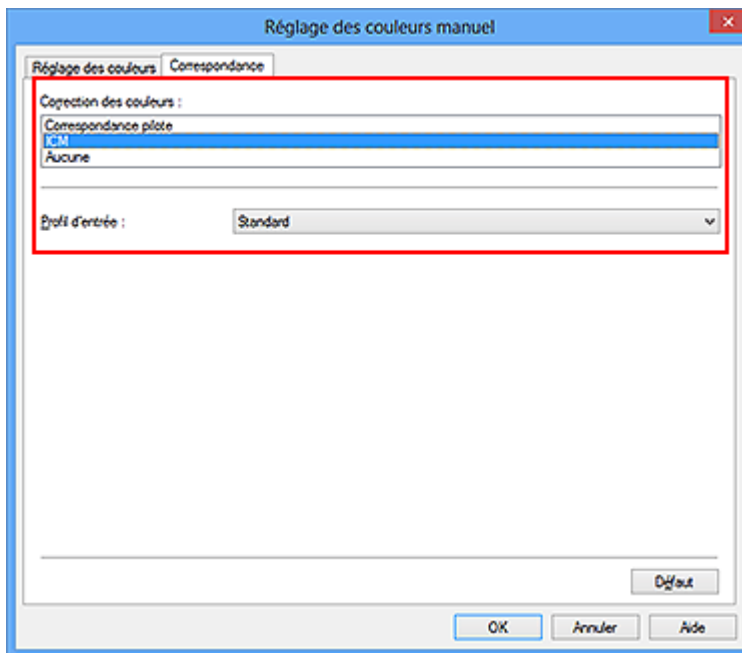 Réglage des couleurs manuel
Réglage des couleurs Correspondance
Correction des couleurs :
Correspondance pilote
ICM
Aucune
Profil d'entrée : Standard
Défaut
OK Annuler Aide